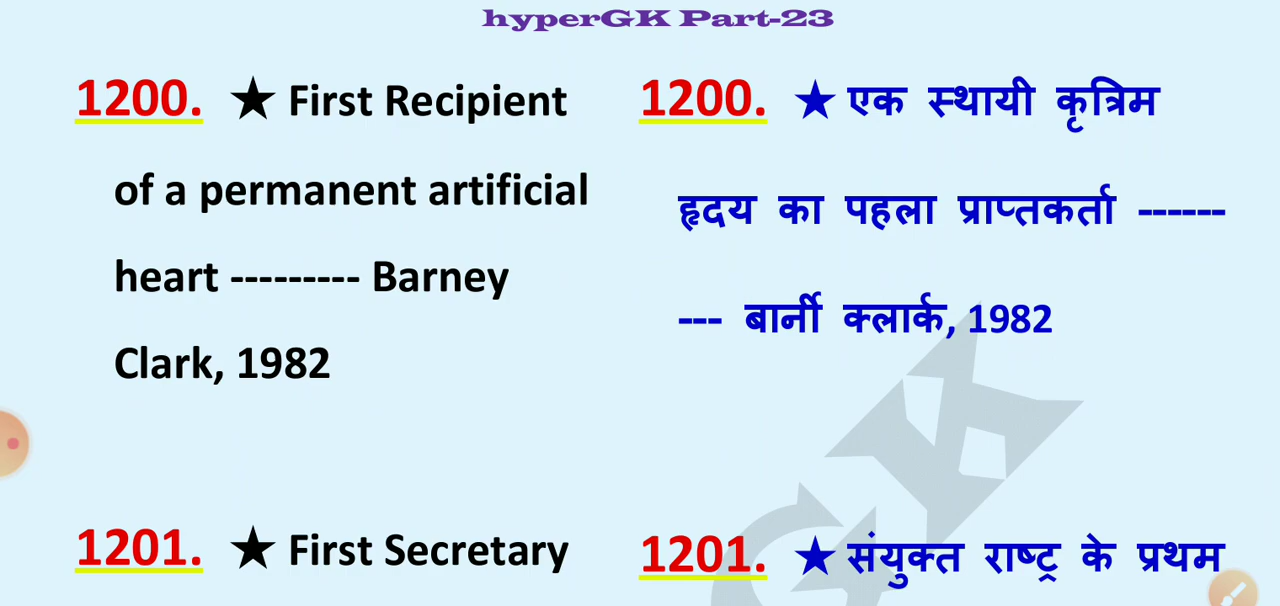 hyperGK Part-23
1200. ★ First Recipient
of a permanent artificial
heart --------- Barney
Clark, 1982
1201. ★ First Secretary
1200. ★ एक स्थायी कृत्रिम
हृदय का पहला प्राप्तकर्ता ------
--- बार्नी क्लार्क, 1982
1201. ★ संयुक्त राष्ट्र के प्रथम
GK